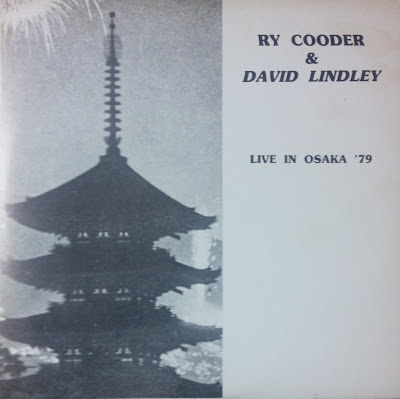 RY COODER
&
DAVID LINDLEY
LIVE IN OSAKA '79